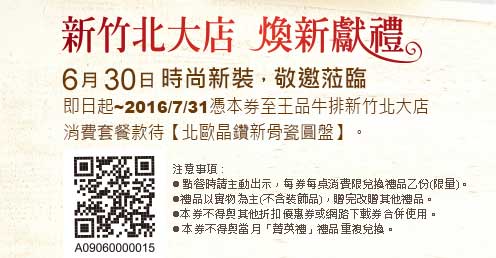 新竹北大店 煥新獻禮
6月30日 時尚新裝，敬邀蒞臨
即日起~2016/7/31憑本券至王品牛排新竹北大店
消費套餐款待【北歐晶鑽新骨瓷圓盤】。
注意事項：
● 點餐時請主動出示，每券每桌消費限兌換禮品乙份(限量)。
●禮品以實物為主(不含裝飾品)，贈完改贈其他禮品。
● 本券不得與其他折扣優惠券或網路下載券合併使用。
● 本券不得與當月「菁英禮」禮品重複兌換。
A09060000015